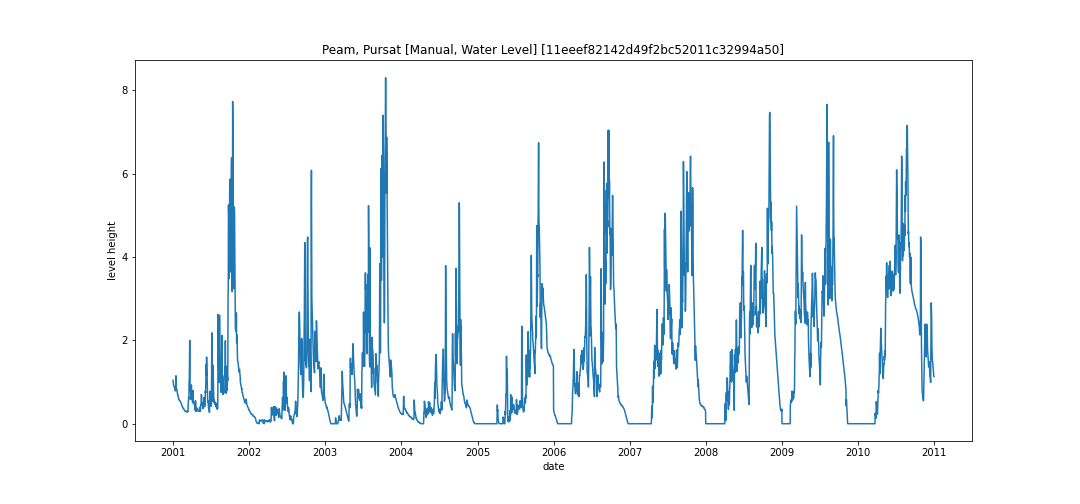 Peam, Pursat [Manual, Water Level] [11eeef82142d49f2bc52011c32994a50]
8
6
4
2
0
level height
2001 2002 2003 2004 2005 2006 2007 2008 2009 2010 2011
date